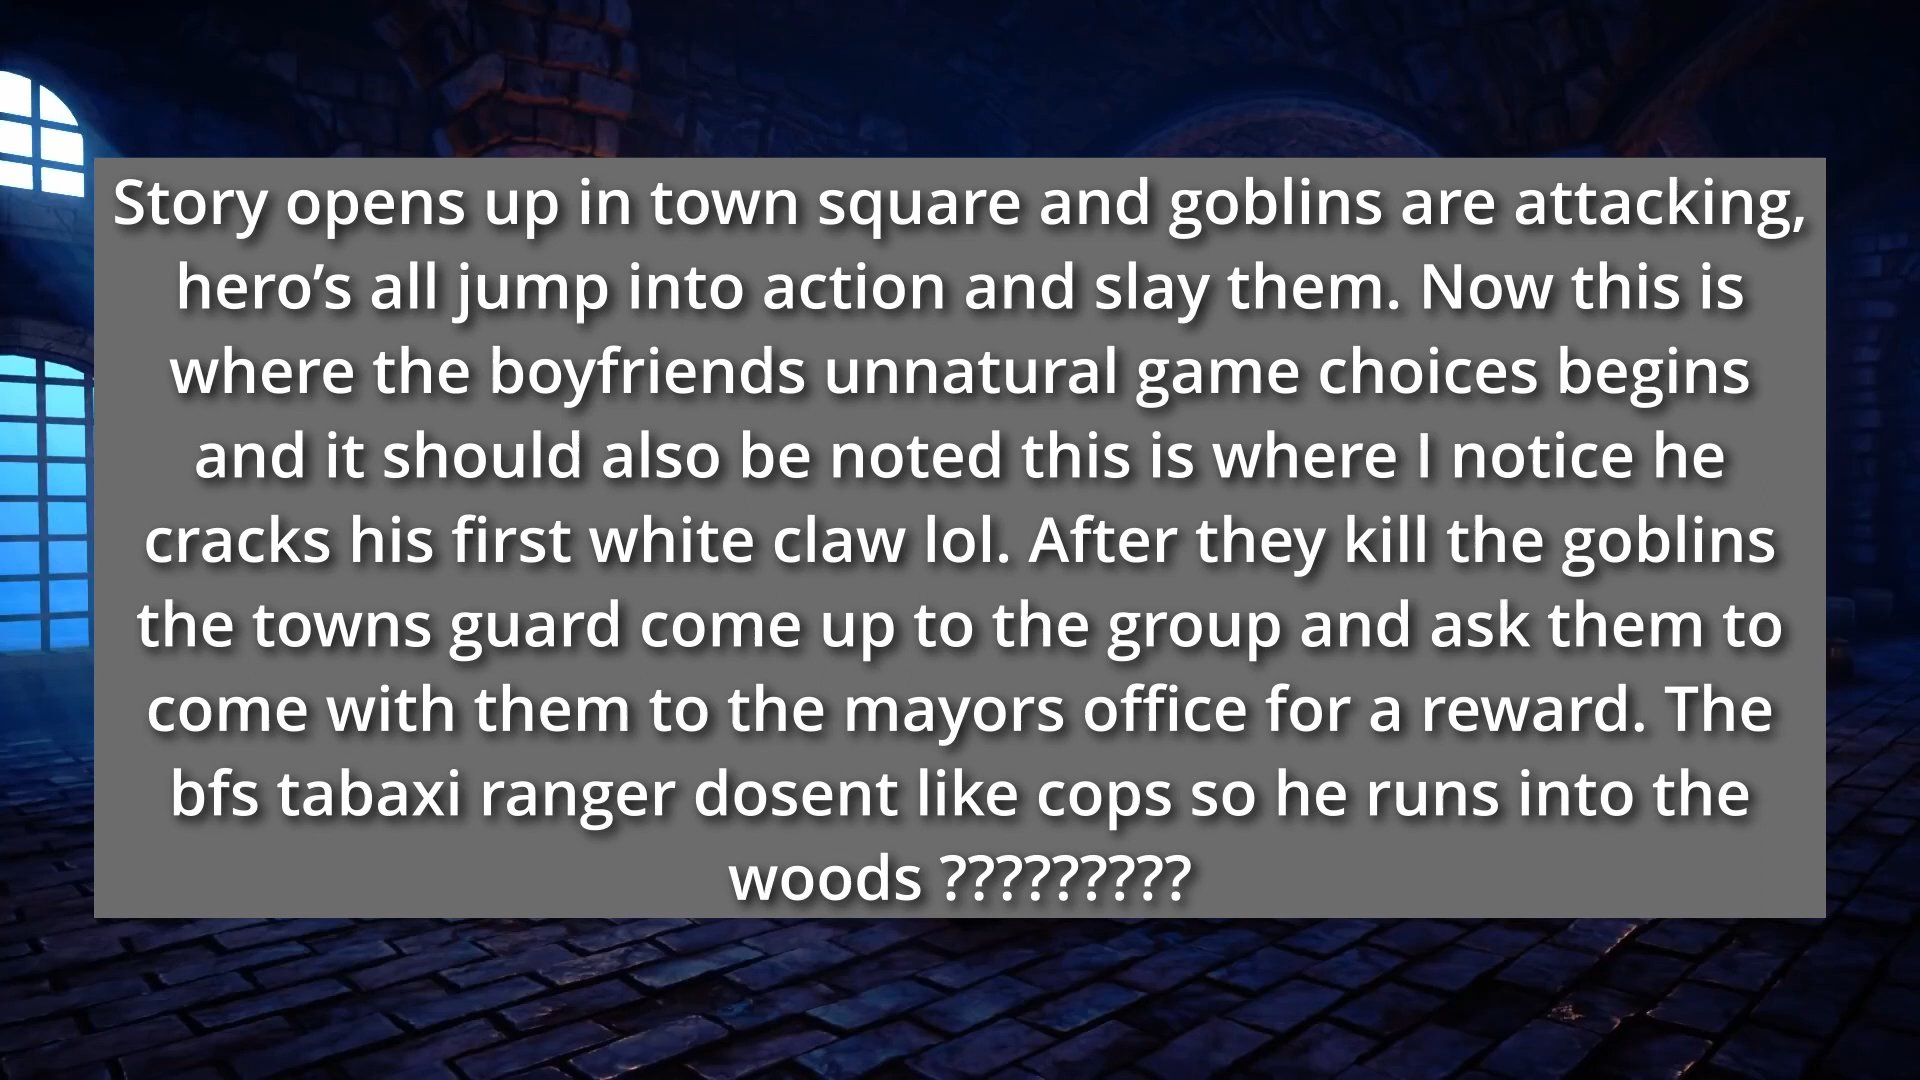 Story opens up in town square and goblins are attacking,
hero’s all jump into action and slay them. Now this is
where the boyfriends unnatural game choices begins
and it should also be noted this is where I notice he
cracks his first white claw lol. After they kill the goblins
the towns guard come up to the group and ask them to
come with them to the mayors office for a reward. The
bfs tabaxi ranger dosent like cops so he runs into the
woods ?????????